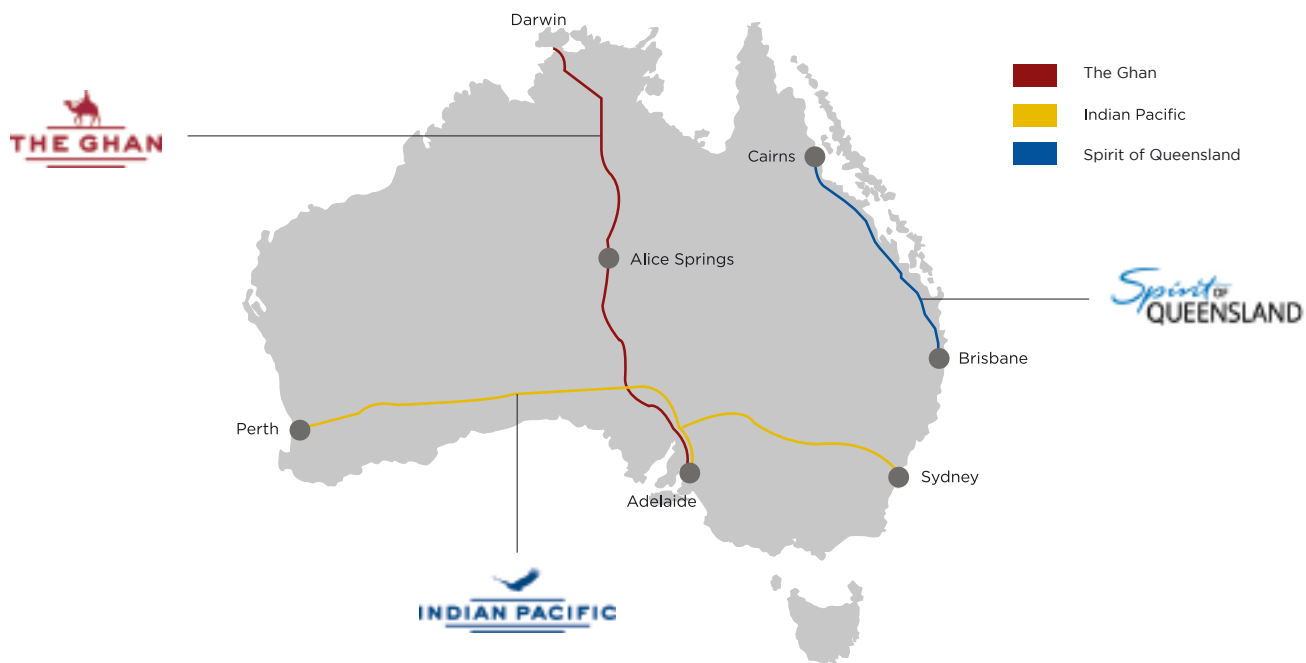 Darwin
The Ghan
Indian Pacific
Spirit of Queensland
THE GHAN
Cairns
Alice Springs
Spirit OF
QUEENSLAND
Brisbane
Perth
Sydney
Adelaide
INDIAN PACIFIC